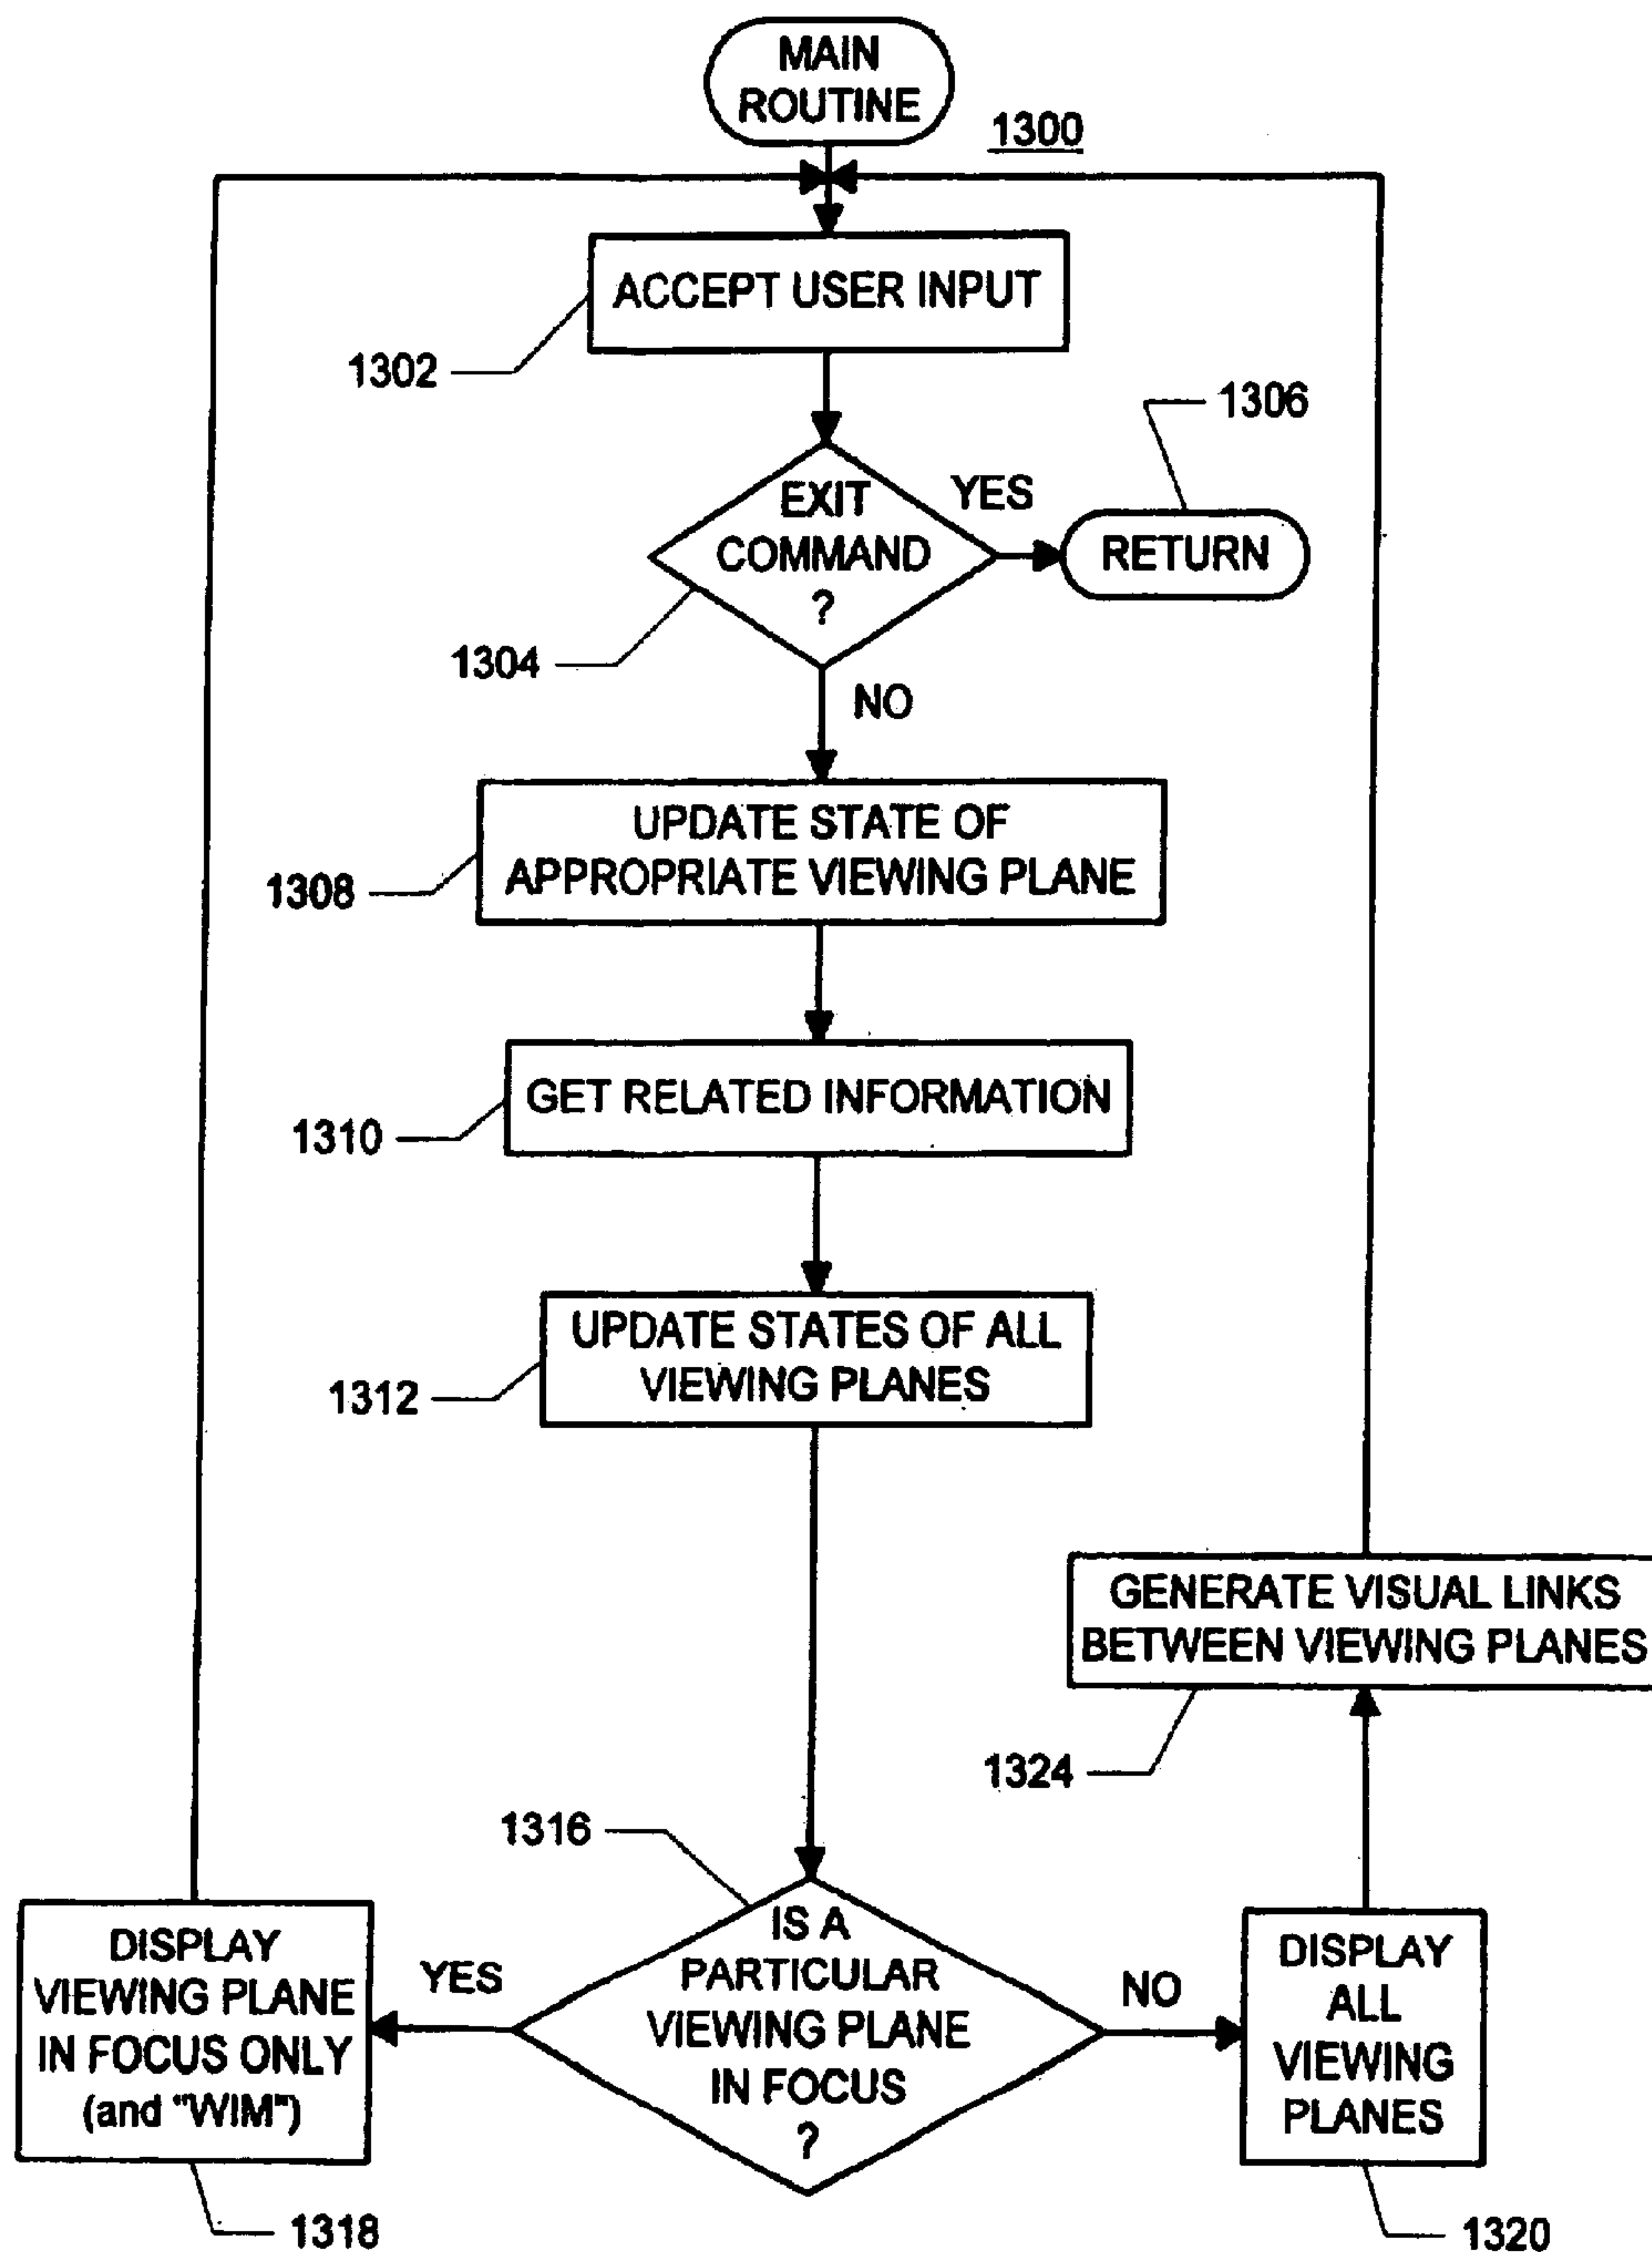 MAIN
ROUTINE
1300
ACCEPT USER INPUT
1302
1306
EXIT
COMMAND
?
YES
RETURN
1304
NO
UPDATE STATE OF
APPROPRIATE VIEWING PLANE
1308
GET RELATED INFORMATION
1310
UPDATE STATES OF ALL
VIEWING PLANES
1312
GENERATE VISUAL LINKS
BETWEEN VIEWING PLANES
1324
1316
IS A
PARTICULAR
VIEWING PLANE
IN FOCUS
?
YES
DISPLAY
VIEWING PLANE
IN FOCUS ONLY
(and "WIM")
1318
NO
DISPLAY
ALL
VIEWING
PLANES
1320